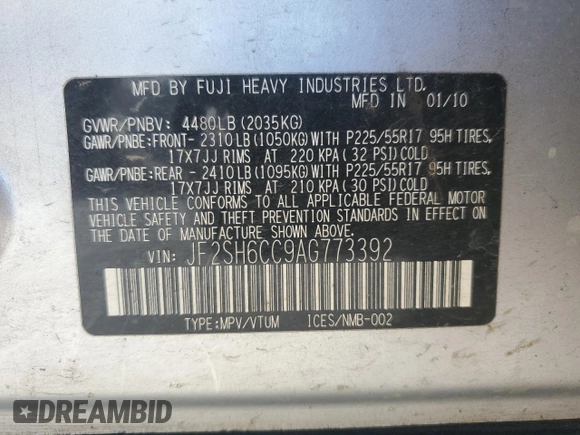 MFD BY FUJI HEAVY INDUSTRIES LTD.
MFD IN 01/10
GVWR/PNBV: 4480LB (2035KG)
GAWR/PNBE:FRONT- 2310LB(1050KG)WITH P225/55R17 95H TIRES,
17X7JJ RIMS AT 220 KPA (32 PSI)COLD
GAWR/PNBE:REAR - 2410LB(1095KG)WITH P225/55R17 95H TIRES,
17X7JJ RIMS AT 210 KPA (30 PSI)COLD
THIS VEHICLE CONFORMS TO ALL APPLICABLE FEDERAL MOTOR
VEHICLE SAFETY AND THEFT PREVENTION STANDARDS IN EFFECT
ON THE DATE OF MANUFACTURE SHOWN ABOVE.
VIN: JF2SH6CC9AG773392
TYPE:MPV/VTUM ICES/NMB-002
DREAMBID